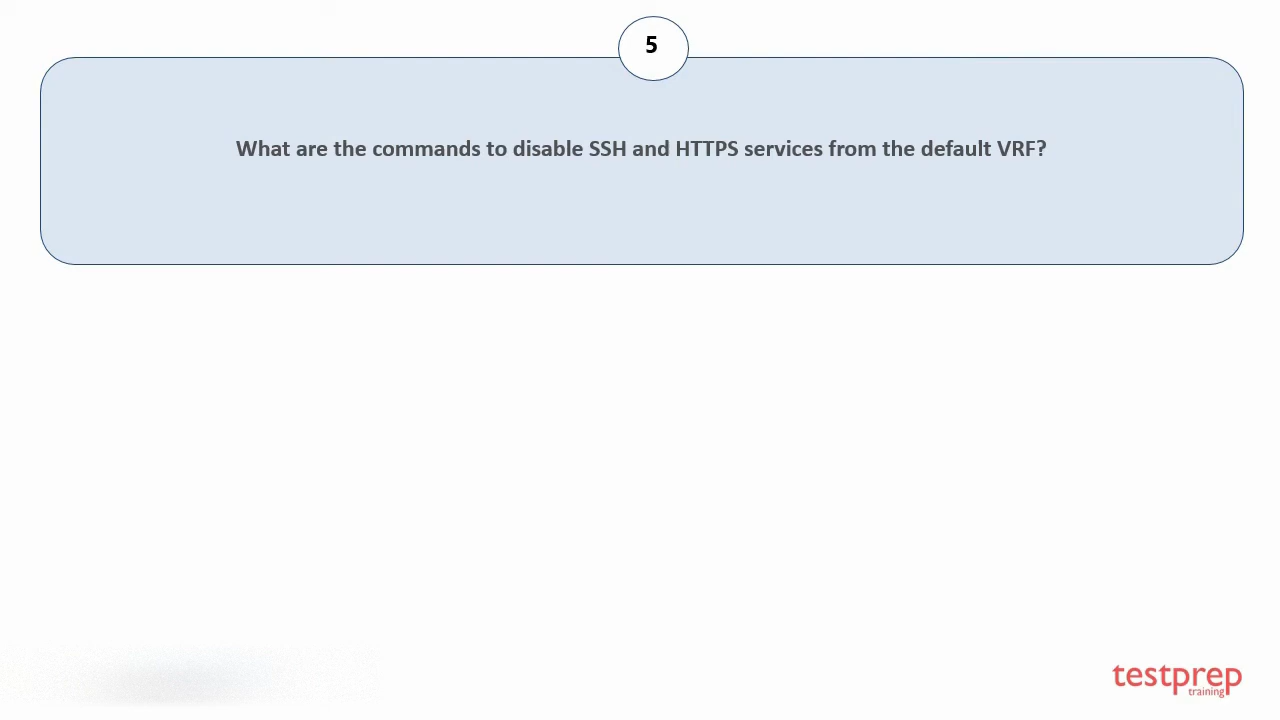 5
What are the commands to disable SSH and HTTPS services from the default VRF?
testprep
training